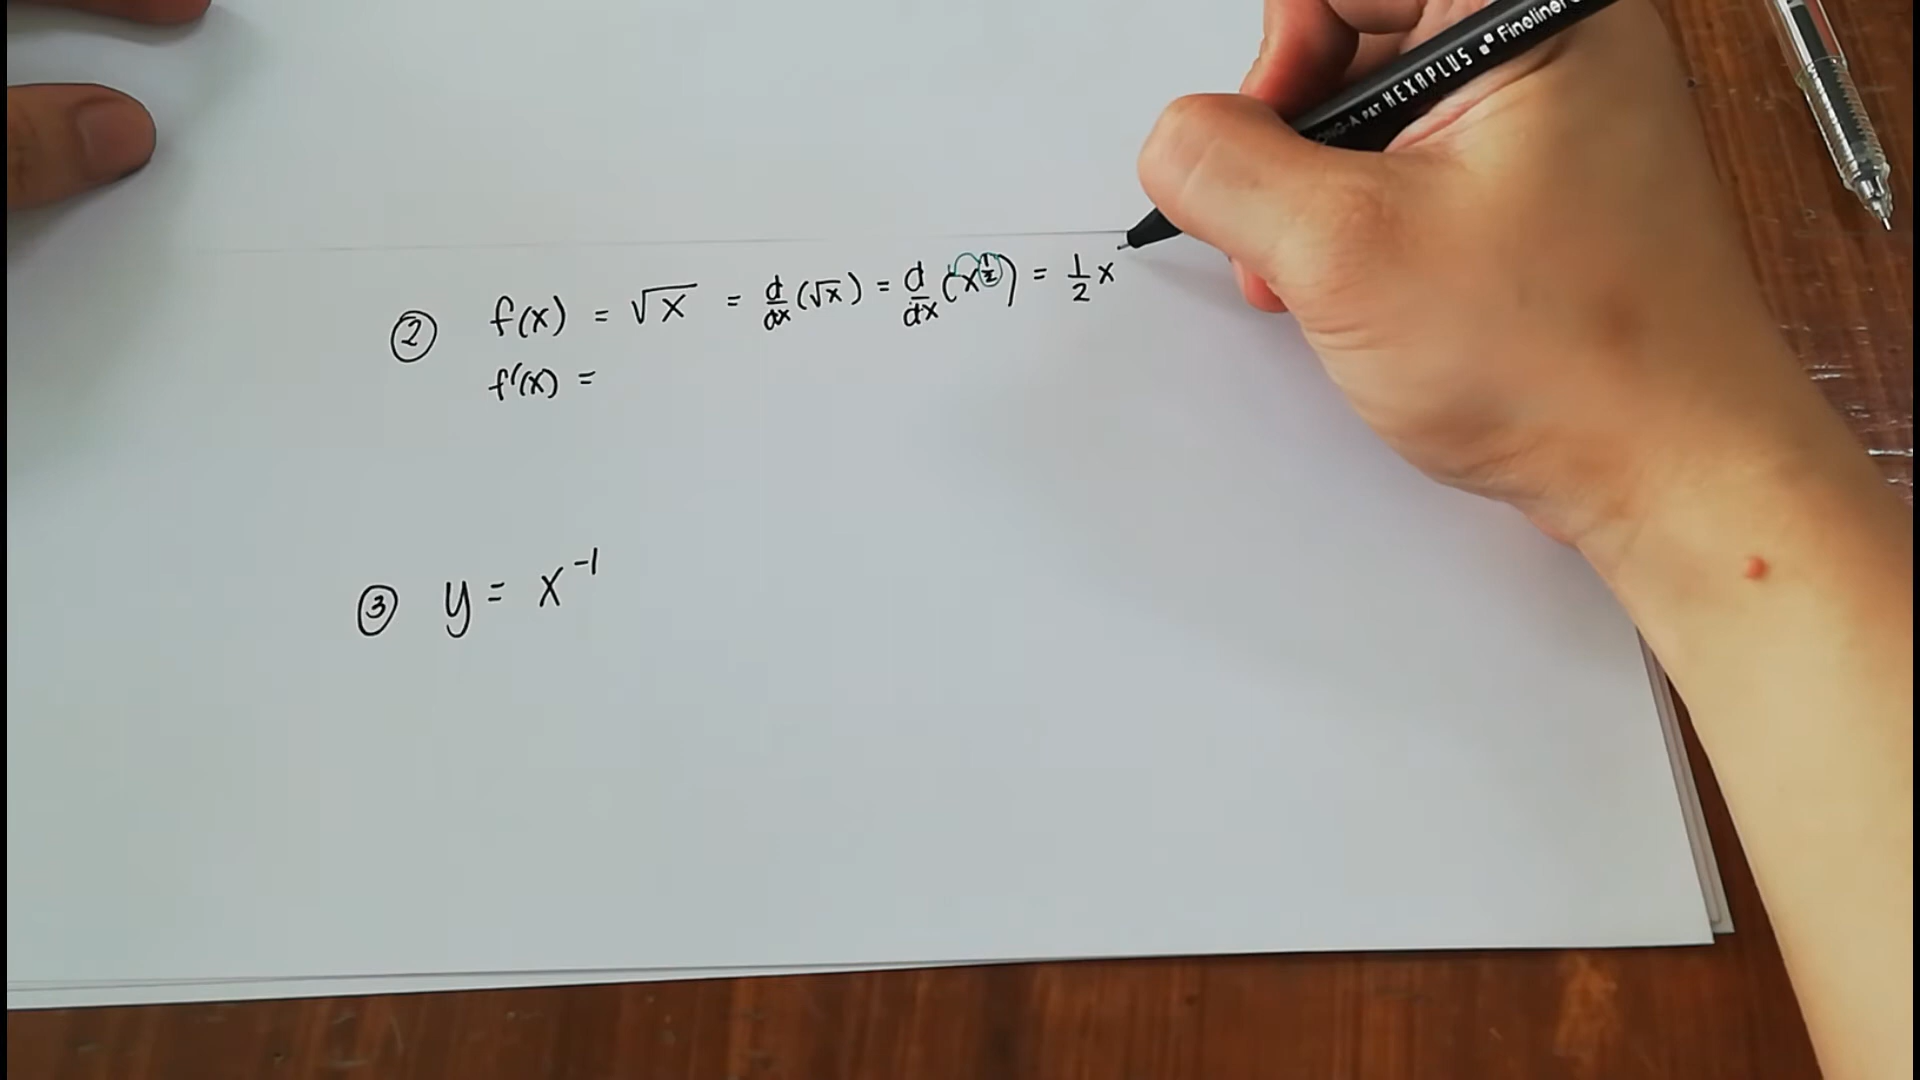 HEXAPLUS Fineliner
② f(x) = √x = d/dx (√x) = d/dx (x^1/2) = 1/2 x
f'(x) =
③ y = x^-1